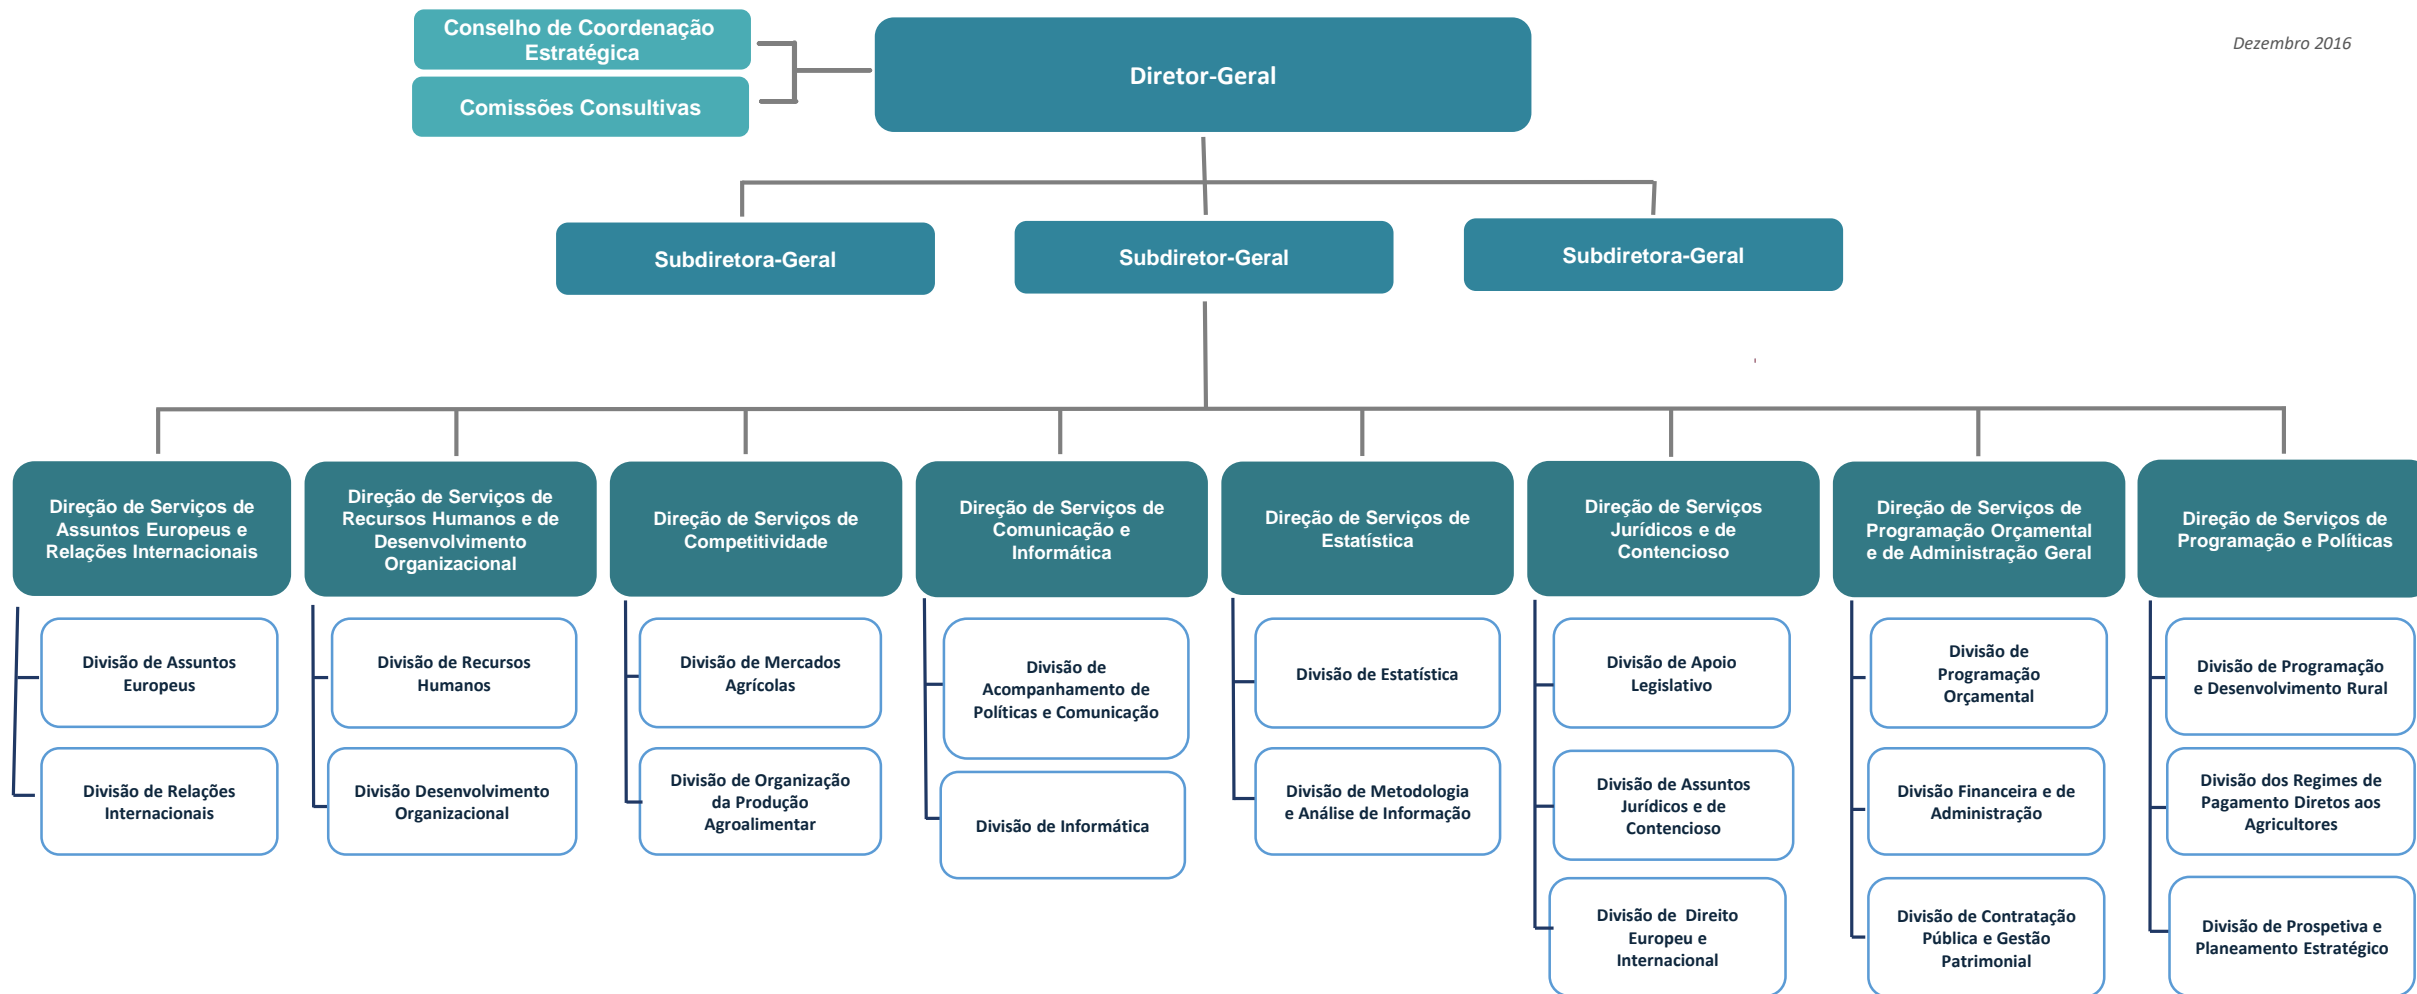 Conselho de Coordenação
Estratégica
Comissões Consultivas
Diretor-Geral
Dezembro 2016
Subdiretora-Geral
Subdiretor-Geral
Subdiretora-Geral
Direção de Serviços de
Assuntos Europeus e
Relações Internacionais
Direção de Serviços de
Recursos Humanos e de
Desenvolvimento
Organizacional
Direção de Serviços de
Competitividade
Direção de Serviços de
Comunicação e
Informática
Direção de Serviços de
Estatística
Direção de Serviços
Jurídicos e de
Contencioso
Direção de Serviços de
Programação Orçamental
e de Administração Geral
Direção de Serviços de
Programação e Políticas
Divisão de Assuntos
Europeus
Divisão de Relações
Internacionais
Divisão de Recursos
Humanos
Divisão Desenvolvimento
Organizacional
Divisão de Mercados
Agrícolas
Divisão de Organização
da Produção
Agroalimentar
Divisão de
Acompanhamento de
Políticas e Comunicação
Divisão de Informática
Divisão de Estatística
Divisão de Metodologia
e Análise de Informação
Divisão de Apoio
Legislativo
Divisão de Assuntos
Jurídicos e de
Contencioso
Divisão de  Direito
Europeu e
Internacional
Divisão de
Programação
Orçamental
Divisão Financeira e de
Administração
Divisão de Contratação
Pública e Gestão
Patrimonial
Divisão de Programação
e Desenvolvimento Rural
Divisão dos Regimes de
Pagamento Diretos aos
Agricultores
Divisão de Prospetiva e
Planeamento Estratégico